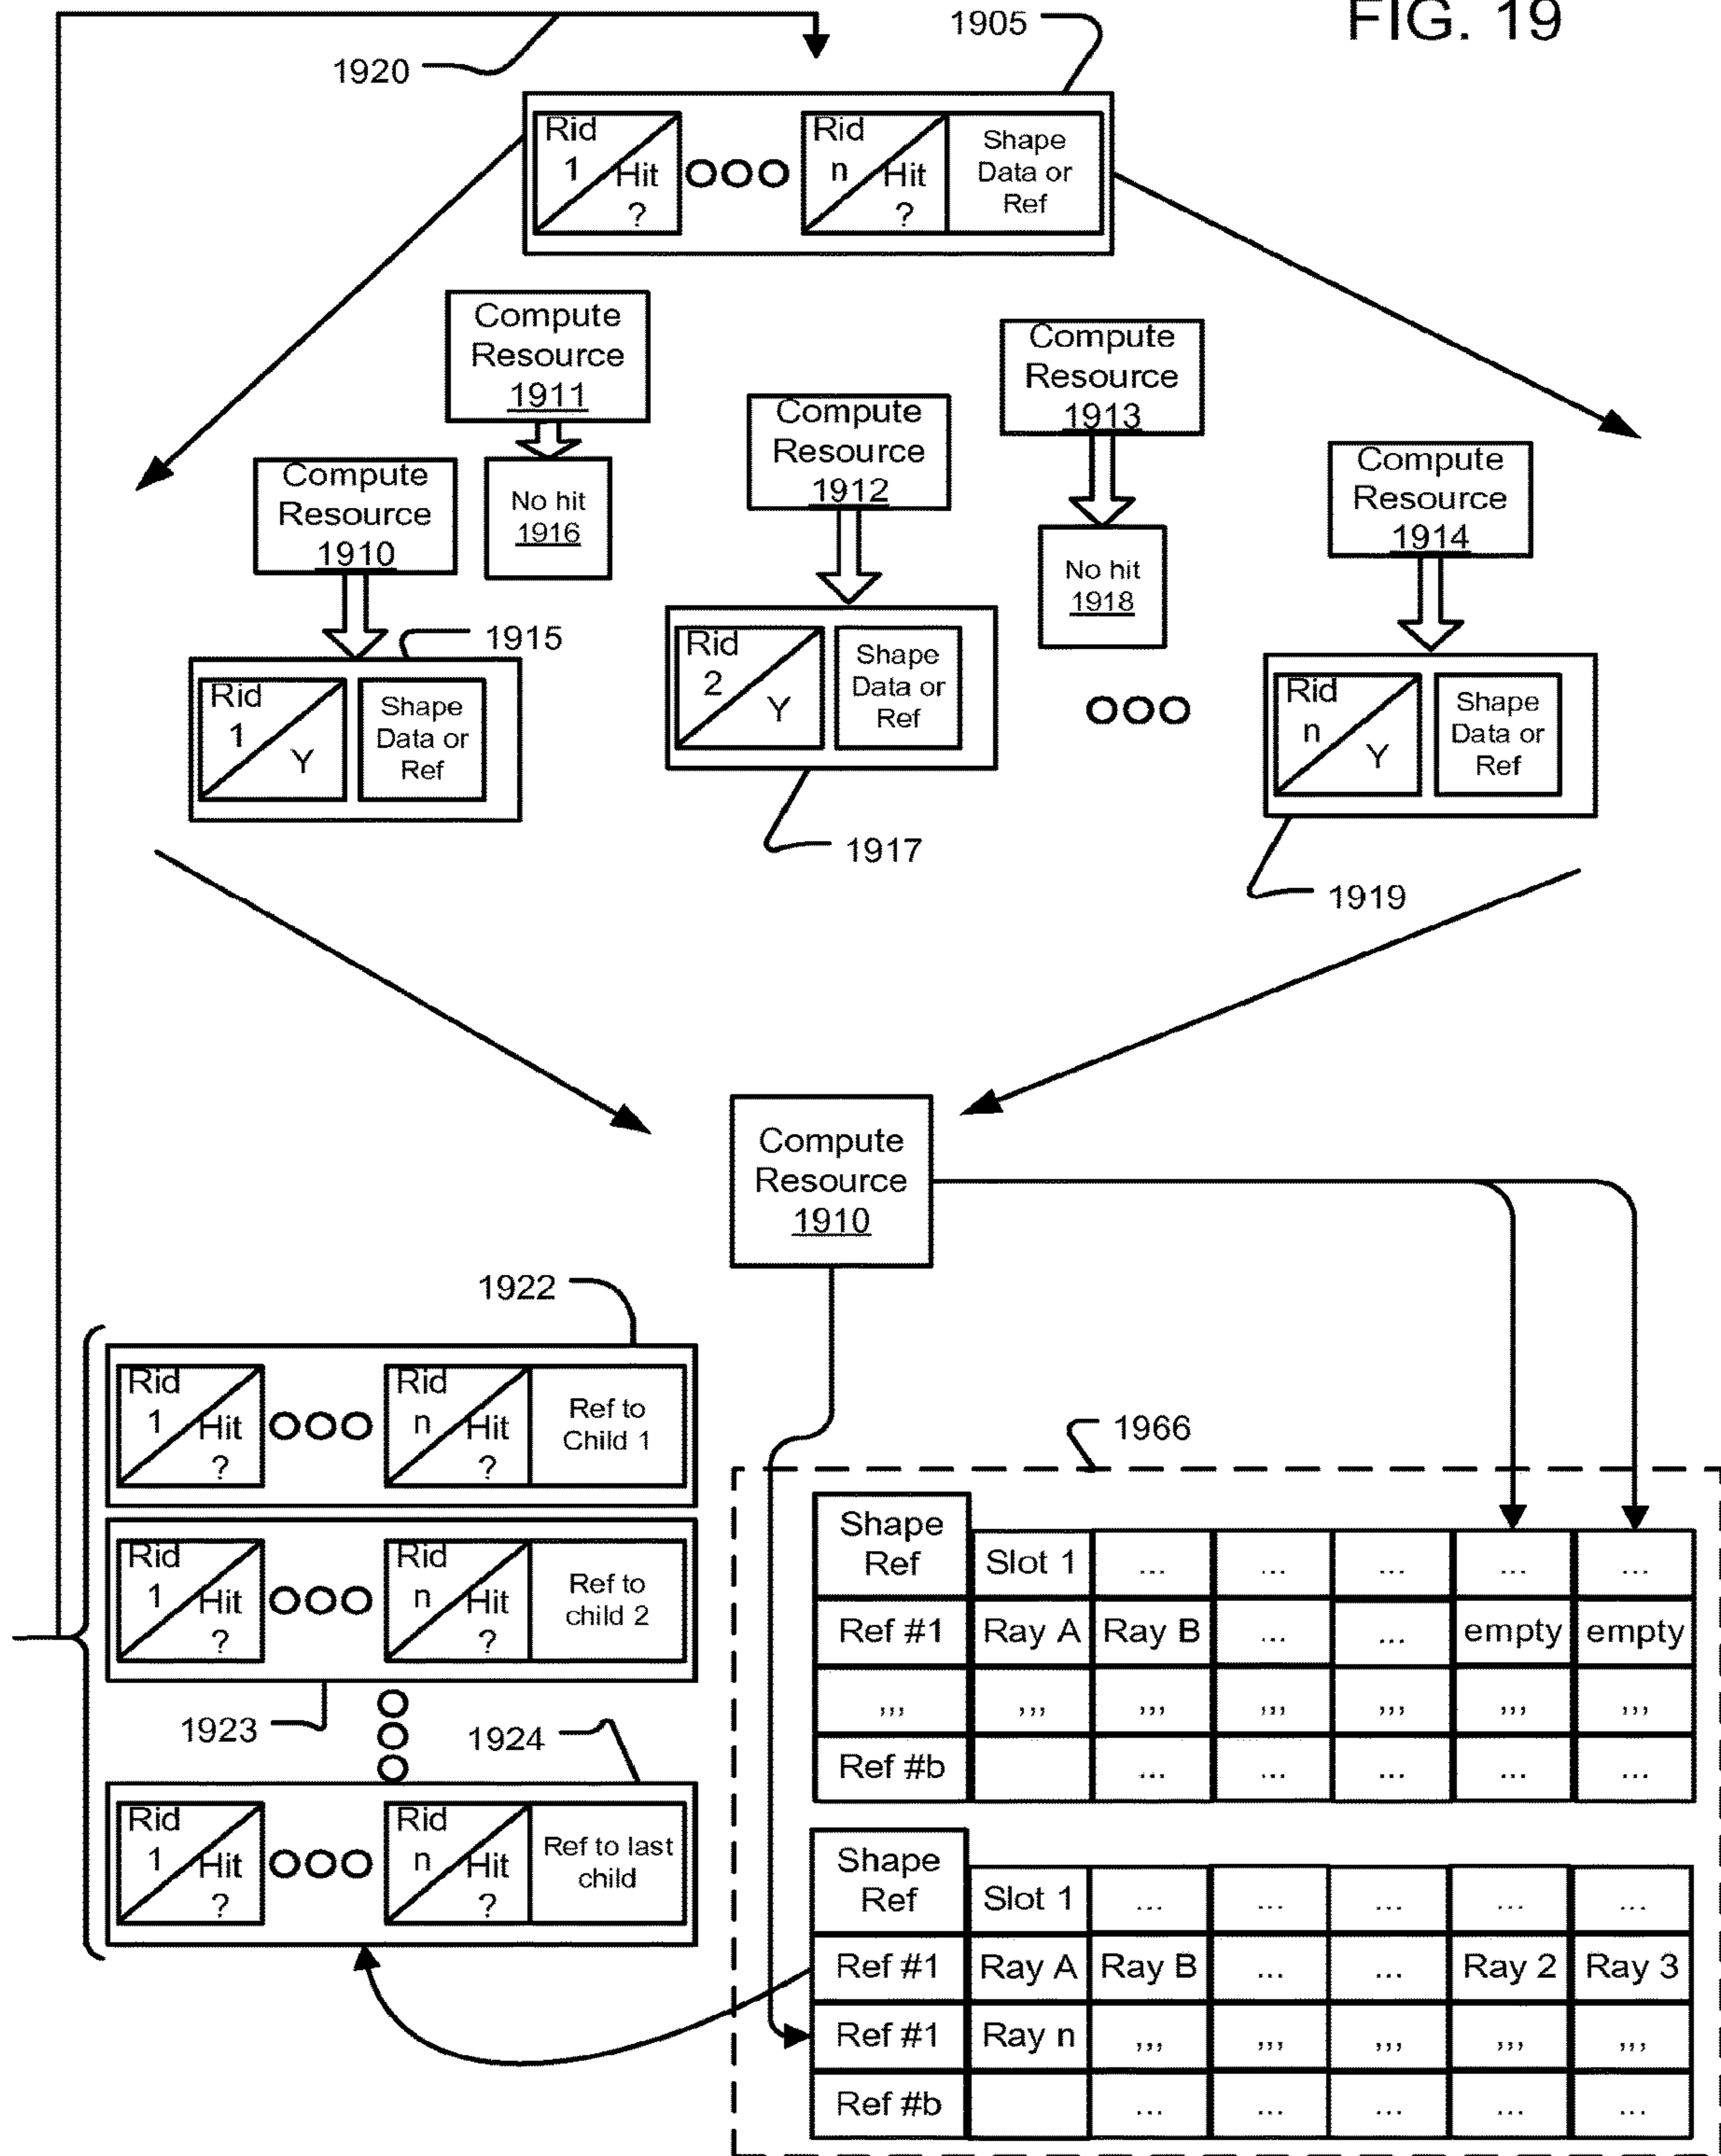 FIG. 19
1905
1920
Rid
1
Hit
?
Rid
n
Hit
?
Shape
Data or
Ref
Compute
Resource
1911
Compute
Resource
1913
Compute
Resource
1912
Compute
Resource
1914
Compute
Resource
1910
No hit
1916
No hit
1918
1915
Rid
1
Y
Shape
Data or
Ref
Rid
2
Y
Shape
Data or
Ref
Rid
n
Y
Shape
Data or
Ref
1917
1919
Compute
Resource
1910
1922
Rid
1
Hit
?
Rid
n
Hit
?
Ref to
Child 1
Rid
1
Hit
?
Rid
n
Hit
?
Ref to
child 2
1923
1924
Rid
1
Hit
?
Rid
n
Hit
?
Ref to last
child
1966
Shape
Ref
Slot 1 ... ... ... ... ...
Ref #1 Ray A Ray B ... ... empty empty
,,, ,,, ,,, ,,, ,,, ,,, ,,,
Ref #b ... ... ... ... ...
Shape
Ref
Slot 1 ... ... ... ... ...
Ref #1 Ray A Ray B ... ... Ray 2 Ray 3
Ref #1 Ray n ,,, ,,, ,,, ,,, ,,,
Ref #b ... ... ... ... ...